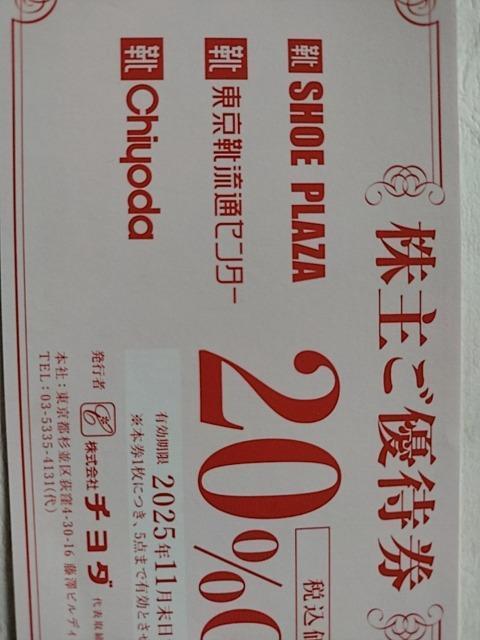 株主ご優待券
靴 SHOE PLAZA
靴 東京靴流通センター
靴 Chiyoda
税込価
20%
有効期限 2025年11月末日
※本券1枚につき、5点まで有効とさせ
発行者 株式会社チヨダ 代表取締
本社：東京都杉並区荻窪4-30-16 藤澤ビルディ
TEL：03-5335-4131(代)